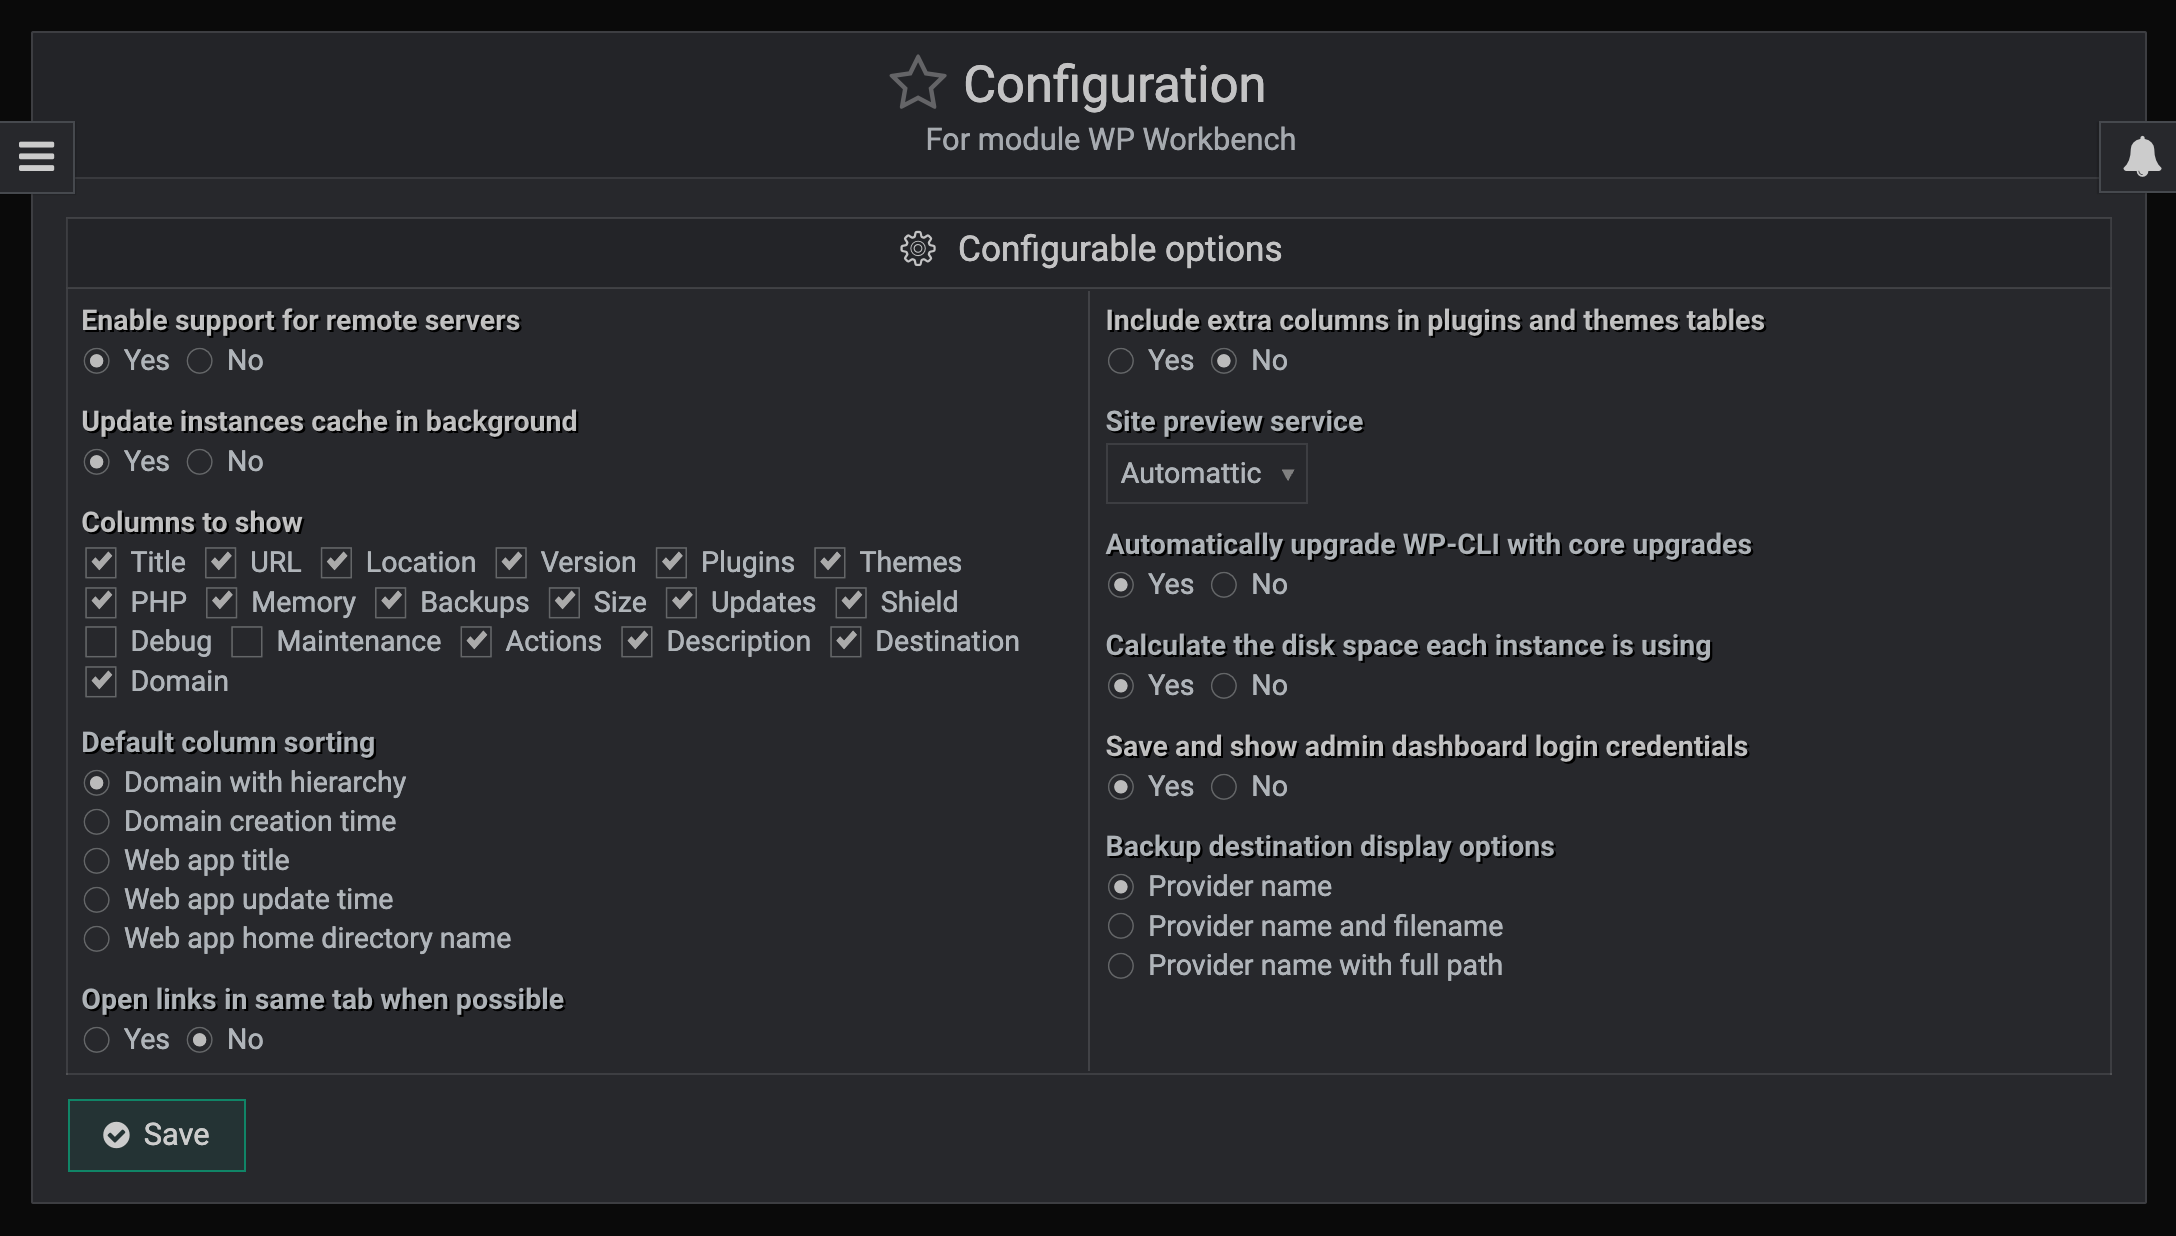 Configuration
For module WP Workbench
Configurable options
Enable support for remote servers
Yes No
Update instances cache in background
Yes No
Columns to show
Title URL Location Version Plugins Themes
PHP Memory Backups Size Updates Shield
Debug Maintenance Actions Description Destination
Domain
Default column sorting
Domain with hierarchy
Domain creation time
Web app title
Web app update time
Web app home directory name
Open links in same tab when possible
Yes No
Include extra columns in plugins and themes tables
Yes No
Site preview service
Automattic
Automatically upgrade WP-CLI with core upgrades
Yes No
Calculate the disk space each instance is using
Yes No
Save and show admin dashboard login credentials
Yes No
Backup destination display options
Provider name
Provider name and filename
Provider name with full path
Save